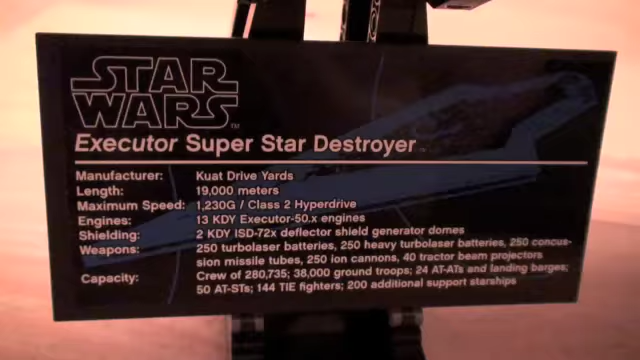 STAR
WARS™
Executor Super Star Destroyer™
Manufacturer: Kuat Drive Yards
Length: 19,000 meters
Maximum Speed: 1,230G / Class 2 Hyperdrive
Engines: 13 KDY Executor-50.x engines
Shielding: 2 KDY ISD-72x deflector shield generator domes
Weapons: 250 turbolaser batteries, 250 heavy turbolaser batteries, 250 concus-
sion missile tubes, 250 ion cannons, 40 tractor beam projectors
Capacity: Crew of 280,735; 38,000 ground troops; 24 AT-ATs and landing barges;
50 AT-STs; 144 TIE fighters; 200 additional support starships